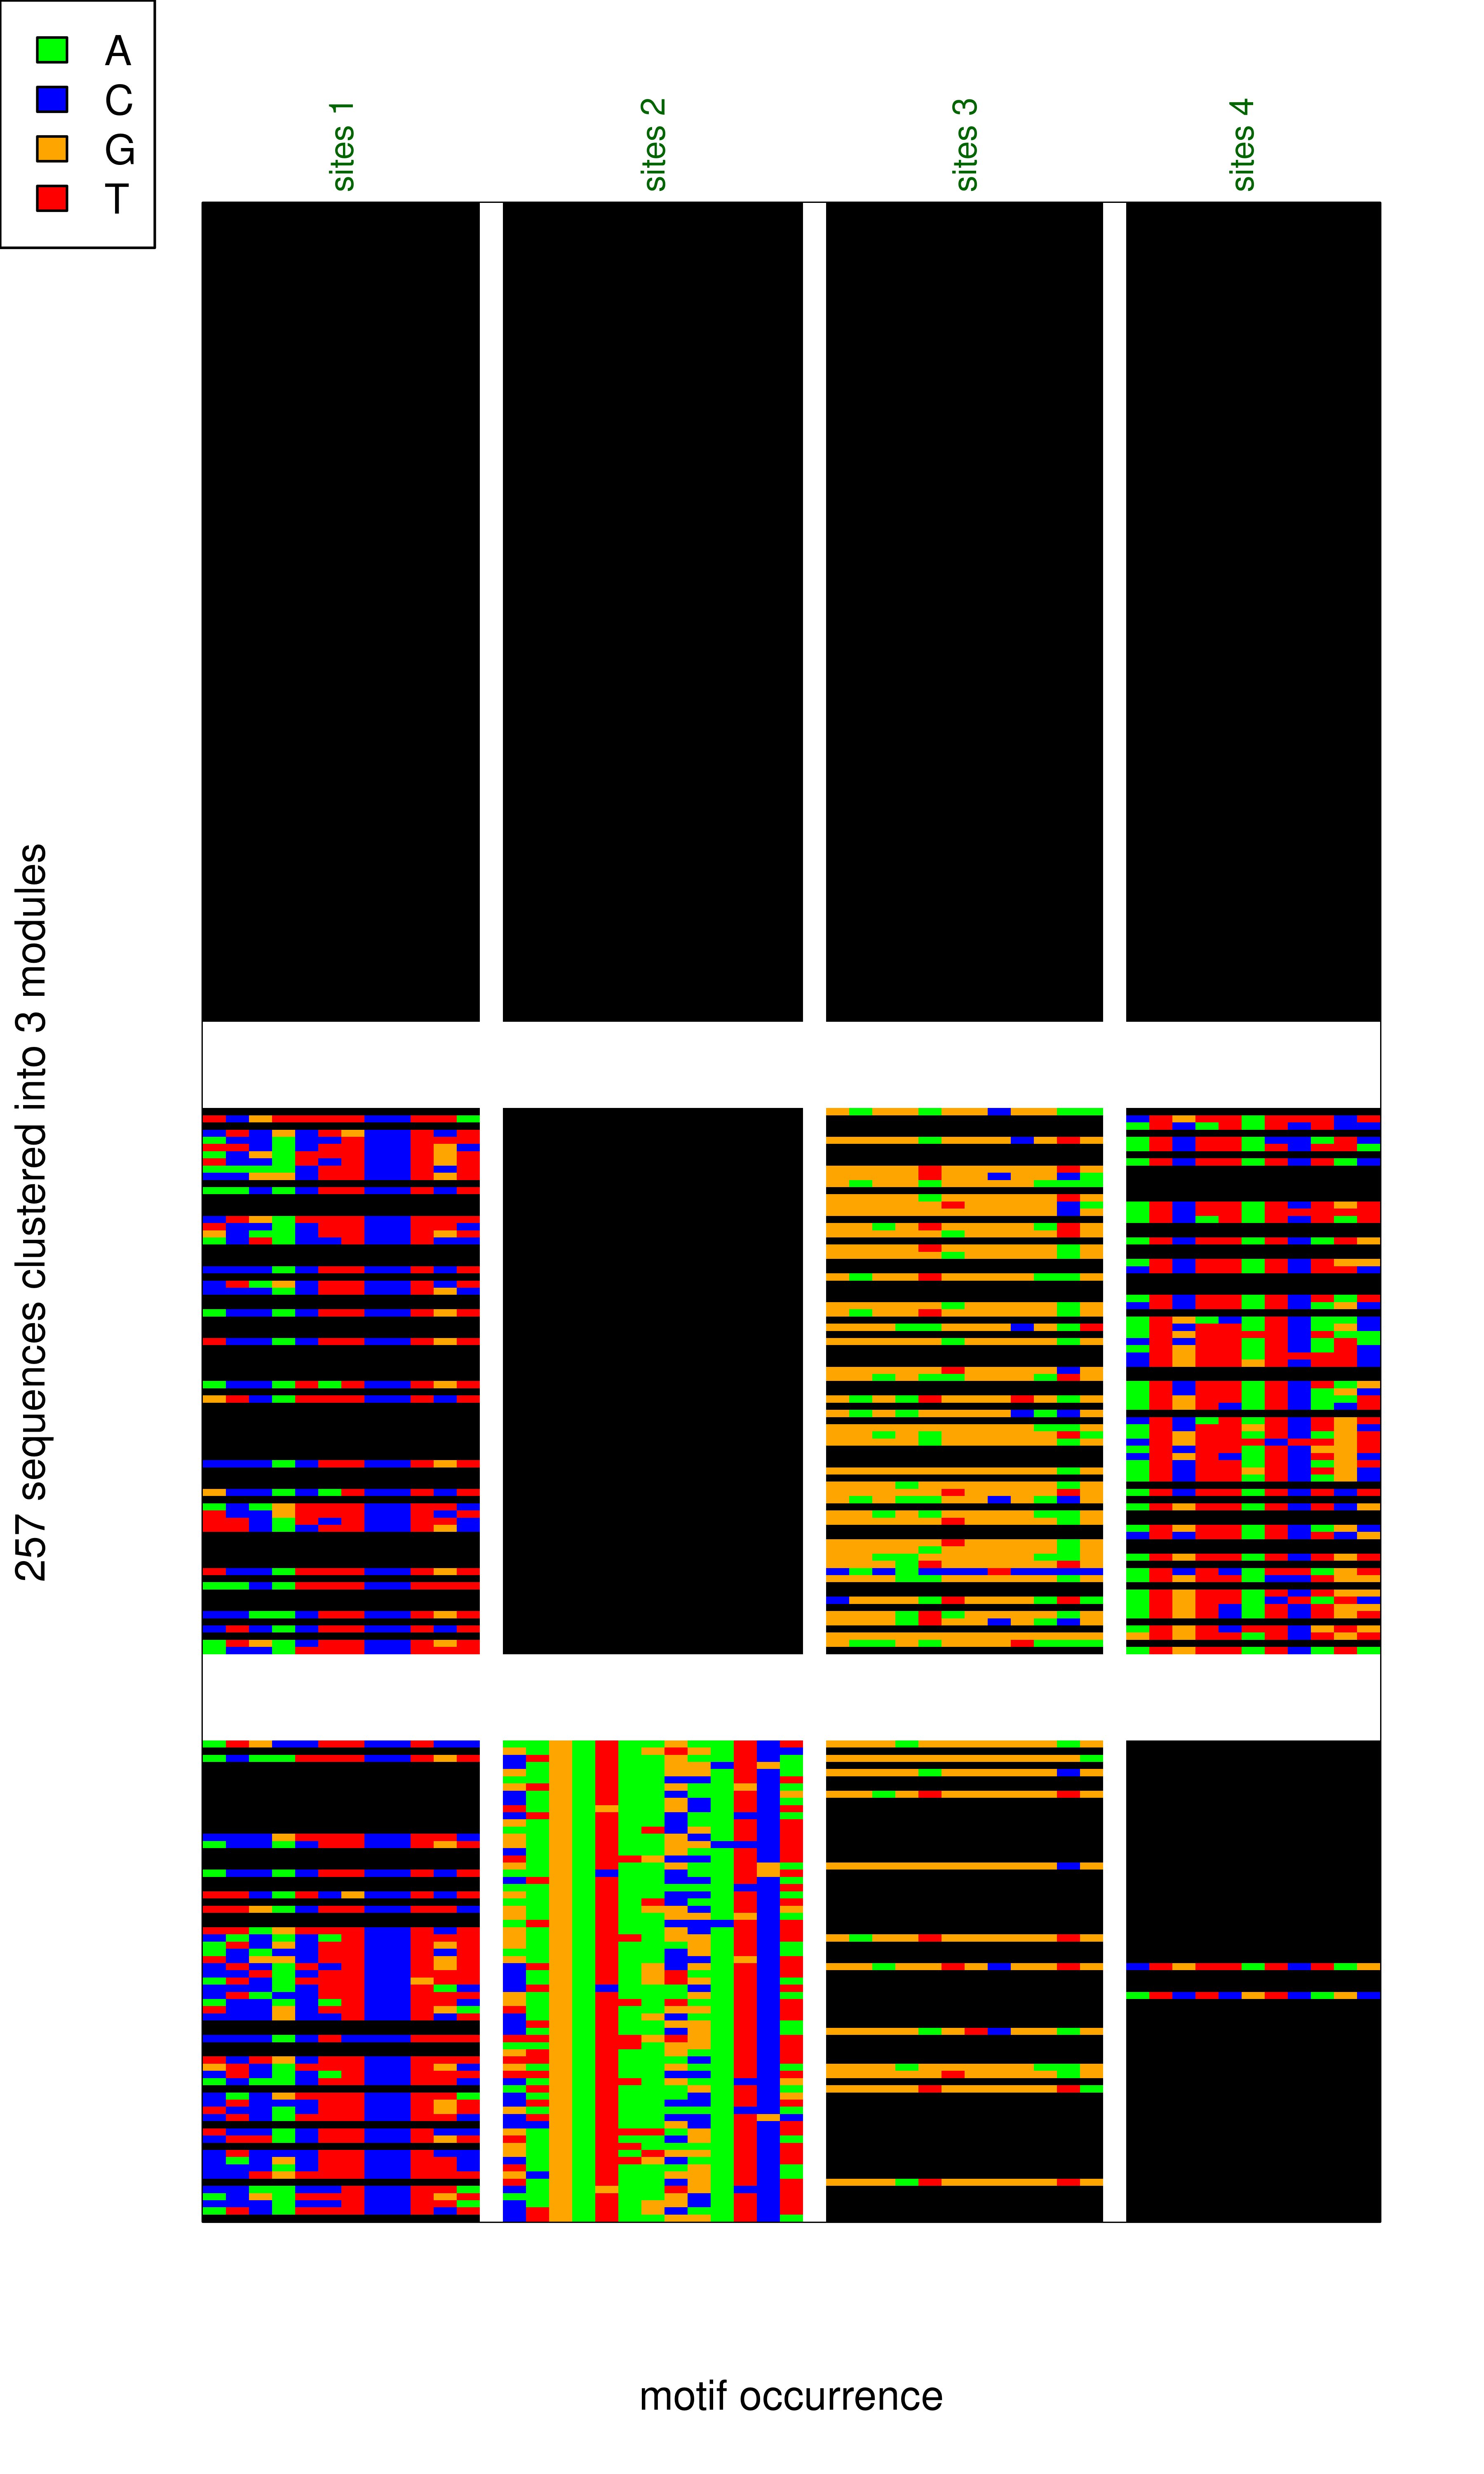 A
C
G
T
sites 1
sites 2
sites 3
sites 4
257 sequences clustered into 3 modules
motif occurrence